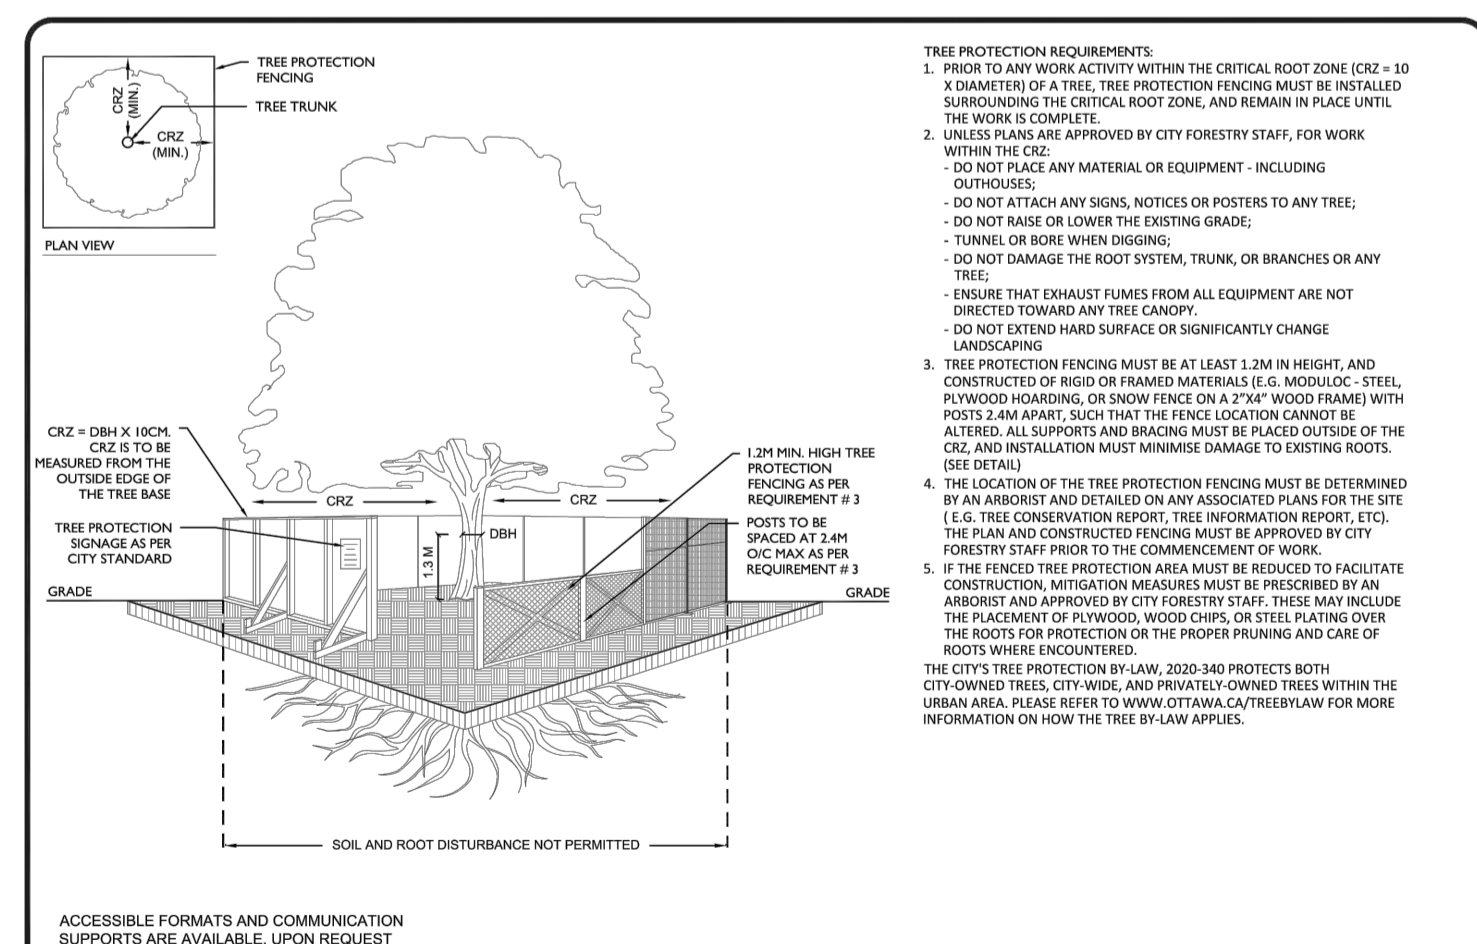 TREE PROTECTION
FENCING
TREE TRUNK
CRZ
(MIN.)
CRZ
(MIN.)
PLAN VIEW
CRZ = DBH X 10CM.
CRZ IS TO BE
MEASURED FROM THE
OUTSIDE EDGE OF
THE TREE BASE
TREE PROTECTION
SIGNAGE AS PER
CITY STANDARD
GRADE
CRZ
CRZ
DBH
1.3 M
1.2M MIN. HIGH TREE
PROTECTION
FENCING AS PER
REQUIREMENT # 3
POSTS TO BE
SPACED AT 2.4M
O/C MAX AS PER
REQUIREMENT # 3
GRADE
SOIL AND ROOT DISTURBANCE NOT PERMITTED
ACCESSIBLE FORMATS AND COMMUNICATION
SUPPORTS ARE AVAILABLE, UPON REQUEST
TREE PROTECTION REQUIREMENTS:
1. PRIOR TO ANY WORK ACTIVITY WITHIN THE CRITICAL ROOT ZONE (CRZ = 10
X DIAMETER) OF A TREE, TREE PROTECTION FENCING MUST BE INSTALLED
SURROUNDING THE CRITICAL ROOT ZONE, AND REMAIN IN PLACE UNTIL
THE WORK IS COMPLETE.
2. UNLESS PLANS ARE APPROVED BY CITY FORESTRY STAFF, FOR WORK
WITHIN THE CRZ:
- DO NOT PLACE ANY MATERIAL OR EQUIPMENT - INCLUDING
OUTHOUSES;
- DO NOT ATTACH ANY SIGNS, NOTICES OR POSTERS TO ANY TREE;
- DO NOT RAISE OR LOWER THE EXISTING GRADE;
- TUNNEL OR BORE WHEN DIGGING;
- DO NOT DAMAGE THE ROOT SYSTEM, TRUNK, OR BRANCHES OR ANY
TREE;
- ENSURE THAT EXHAUST FUMES FROM ALL EQUIPMENT ARE NOT
DIRECTED TOWARD ANY TREE CANOPY.
- DO NOT EXTEND HARD SURFACE OR SIGNIFICANTLY CHANGE
LANDSCAPING
3. TREE PROTECTION FENCING MUST BE AT LEAST 1.2M IN HEIGHT, AND
CONSTRUCTED OF RIGID OR FRAMED MATERIALS (E.G. MODULOC - STEEL,
PLYWOOD HOARDING, OR SNOW FENCE ON A 2”X4” WOOD FRAME) WITH
POSTS 2.4M APART, SUCH THAT THE FENCE LOCATION CANNOT BE
ALTERED. ALL SUPPORTS AND BRACING MUST BE PLACED OUTSIDE OF THE
CRZ, AND INSTALLATION MUST MINIMISE DAMAGE TO EXISTING ROOTS.
(SEE DETAIL)
4. THE LOCATION OF THE TREE PROTECTION FENCING MUST BE DETERMINED
BY AN ARBORIST AND DETAILED ON ANY ASSOCIATED PLANS FOR THE SITE
( E.G. TREE CONSERVATION REPORT, TREE INFORMATION REPORT, ETC).
THE PLAN AND CONSTRUCTED FENCING MUST BE APPROVED BY CITY
FORESTRY STAFF PRIOR TO THE COMMENCEMENT OF WORK.
5. IF THE FENCED TREE PROTECTION AREA MUST BE REDUCED TO FACILITATE
CONSTRUCTION, MITIGATION MEASURES MUST BE PRESCRIBED BY AN
ARBORIST AND APPROVED BY CITY FORESTRY STAFF. THESE MAY INCLUDE
THE PLACEMENT OF PLYWOOD, WOOD CHIPS, OR STEEL PLATING OVER
THE ROOTS FOR PROTECTION OR THE PROPER PRUNING AND CARE OF
ROOTS WHERE ENCOUNTERED.
THE CITY'S TREE PROTECTION BY-LAW, 2020-340 PROTECTS BOTH
CITY-OWNED TREES, CITY-WIDE, AND PRIVATELY-OWNED TREES WITHIN THE
URBAN AREA. PLEASE REFER TO WWW.OTTAWA.CA/TREEBYLAW FOR MORE
INFORMATION ON HOW THE TREE BY-LAW APPLIES.